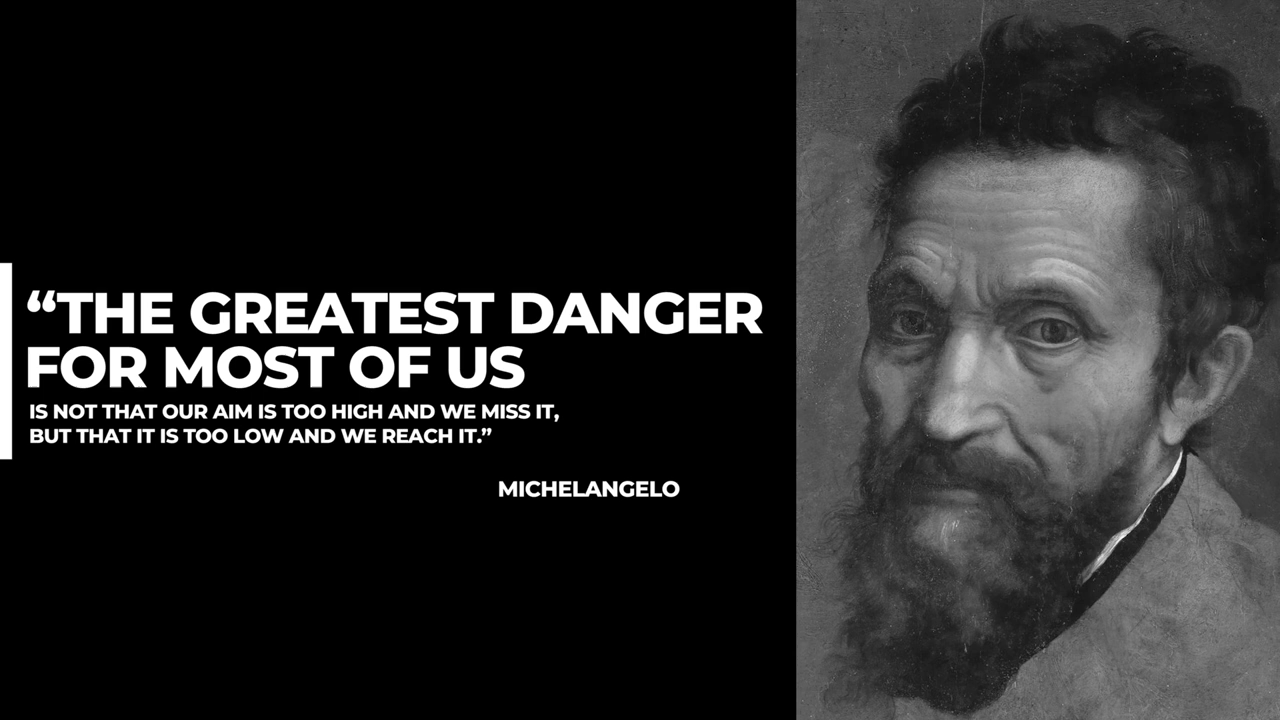 “THE GREATEST DANGER
FOR MOST OF US
IS NOT THAT OUR AIM IS TOO HIGH AND WE MISS IT,
BUT THAT IT IS TOO LOW AND WE REACH IT.”
MICHELANGELO